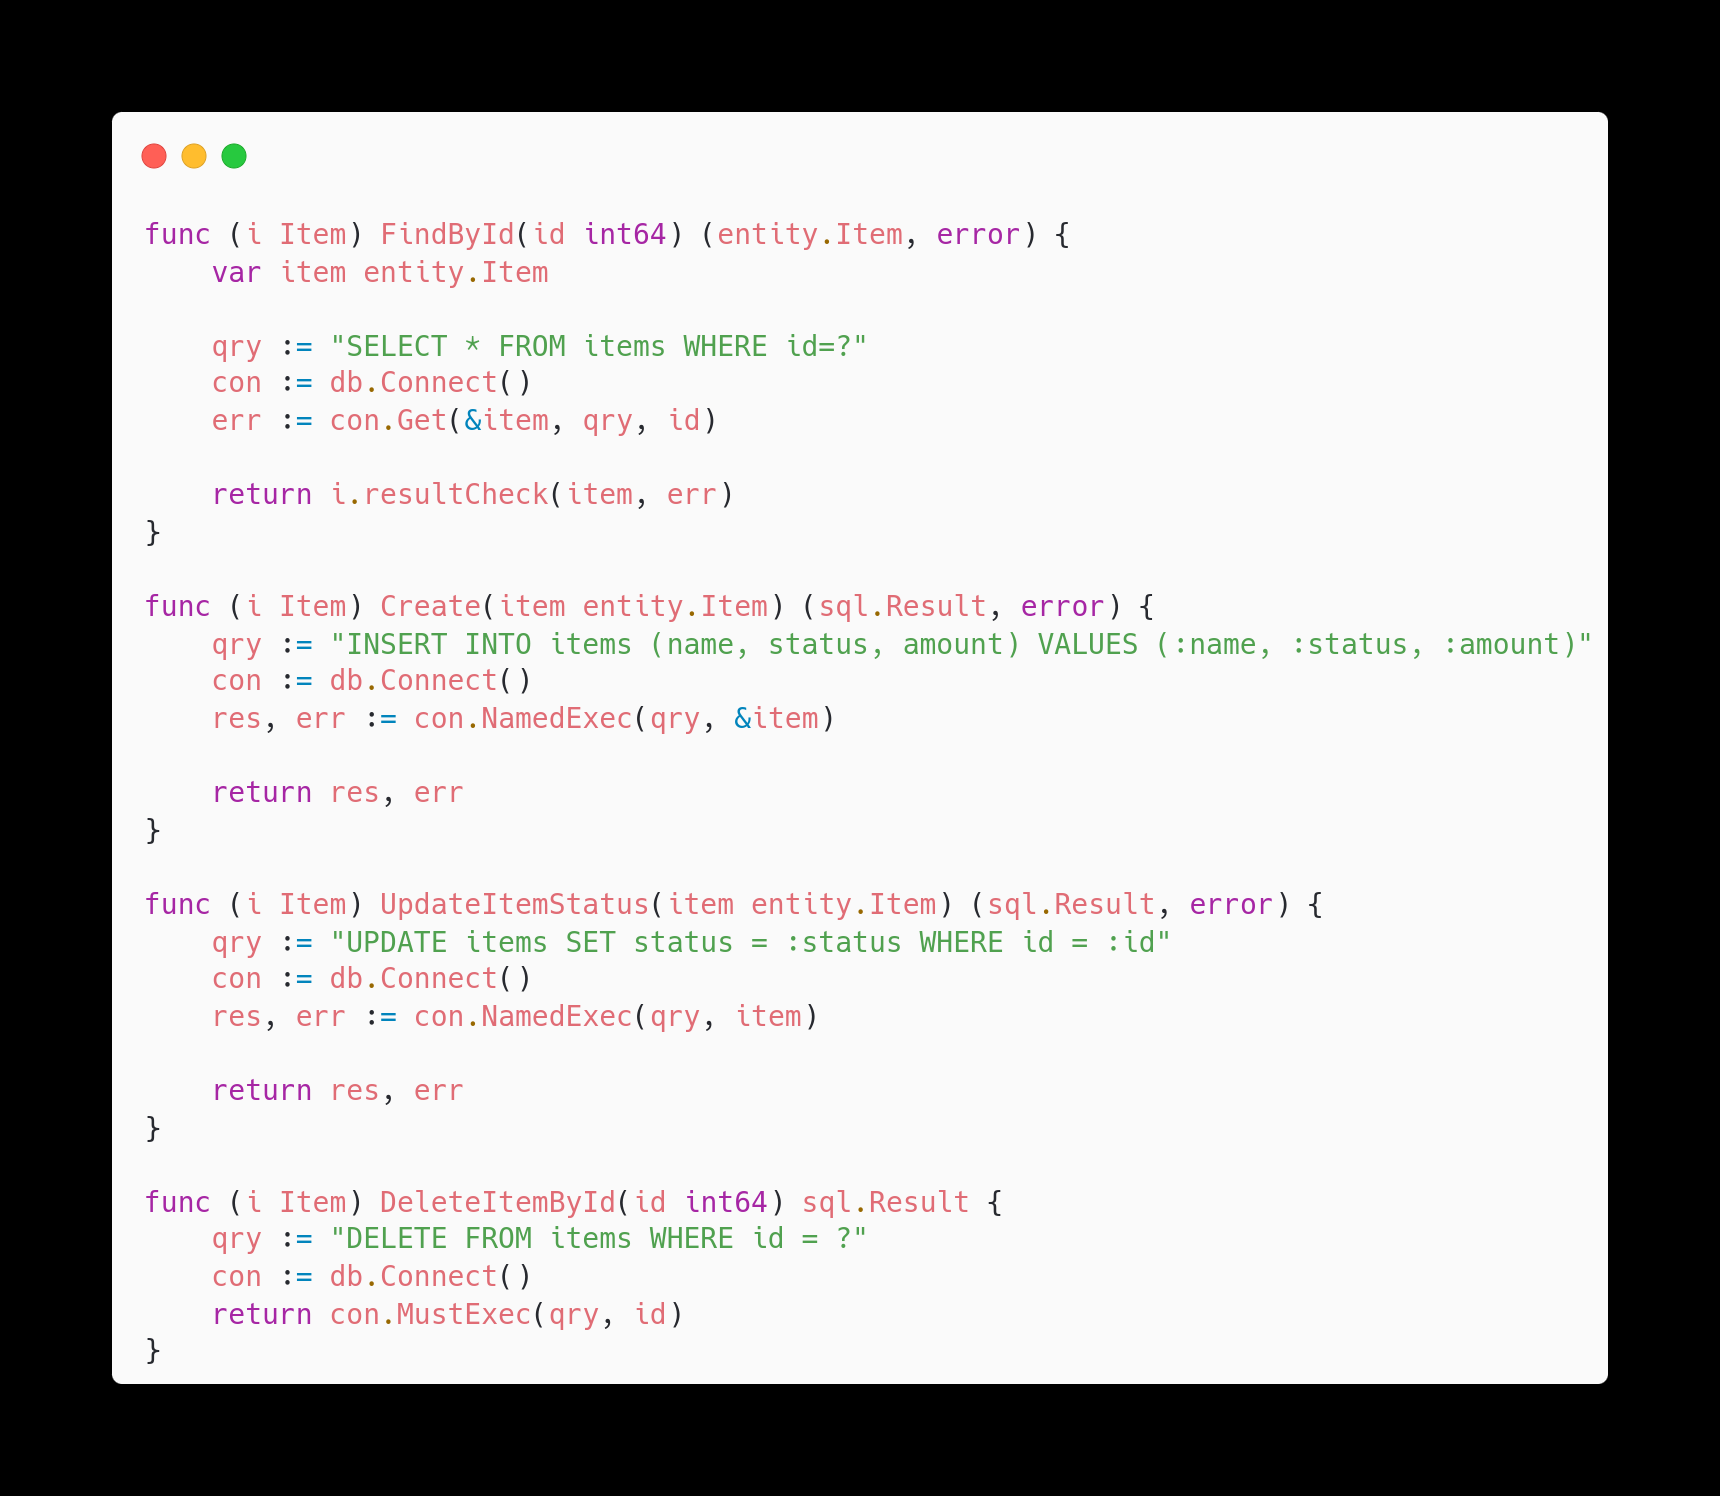 func (i Item) FindById(id int64) (entity.Item, error) {
    var item entity.Item

    qry := "SELECT * FROM items WHERE id=?"
    con := db.Connect()
    err := con.Get(&item, qry, id)

    return i.resultCheck(item, err)
}

func (i Item) Create(item entity.Item) (sql.Result, error) {
    qry := "INSERT INTO items (name, status, amount) VALUES (:name, :status, :amount)"
    con := db.Connect()
    res, err := con.NamedExec(qry, &item)

    return res, err
}

func (i Item) UpdateItemStatus(item entity.Item) (sql.Result, error) {
    qry := "UPDATE items SET status = :status WHERE id = :id"
    con := db.Connect()
    res, err := con.NamedExec(qry, item)

    return res, err
}

func (i Item) DeleteItemById(id int64) sql.Result {
    qry := "DELETE FROM items WHERE id = ?"
    con := db.Connect()
    return con.MustExec(qry, id)
}